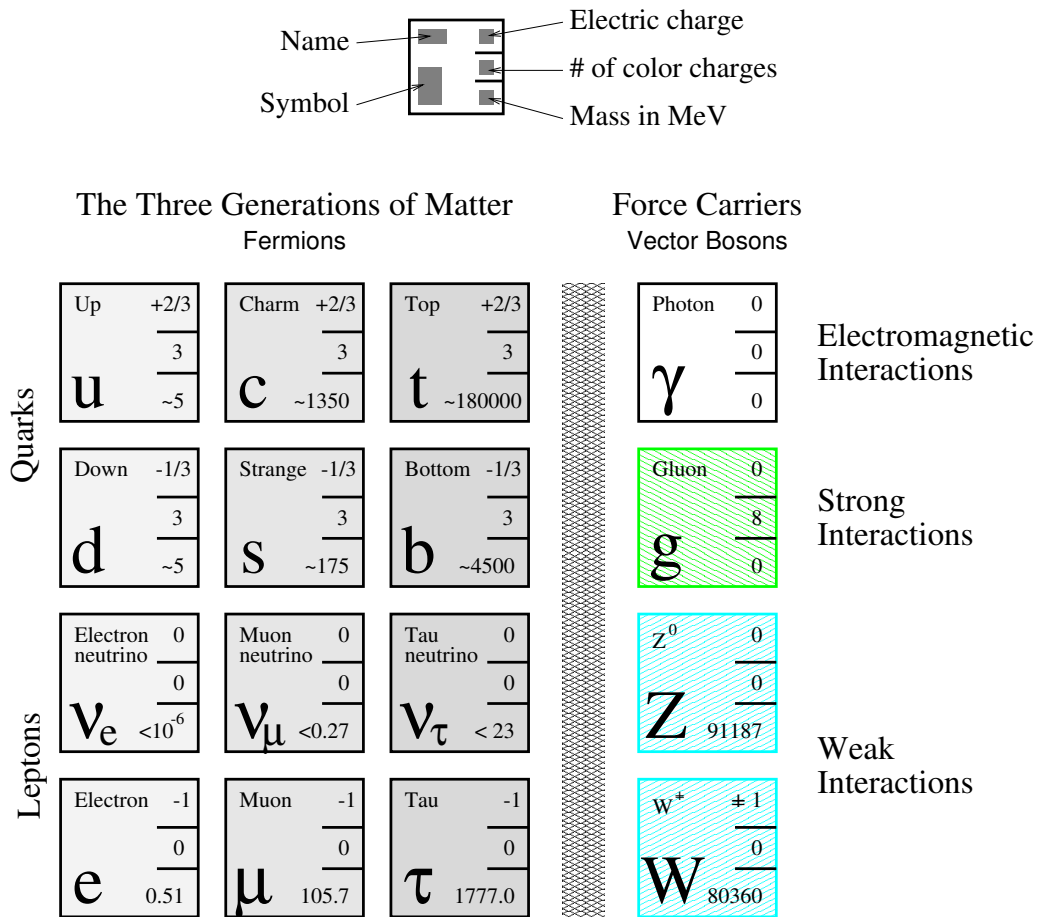 Name
Symbol
Electric charge
# of color charges
Mass in MeV
The Three Generations of Matter
Fermions
Force Carriers
Vector Bosons
Quarks
Leptons
Up +2/3
3
u ~5
Charm +2/3
3
c ~1350
Top +2/3
3
t ~180000
Photon 0
0
γ 0
Electromagnetic
Interactions
Down -1/3
3
d ~5
Strange -1/3
3
s ~175
Bottom -1/3
3
b ~4500
Gluon 0
8
g 0
Strong
Interactions
Electron 0
neutrino
0
νe <10^-6
Muon 0
neutrino
0
νμ <0.27
Tau 0
neutrino
0
ντ < 23
Z^0 0
0
Z 91187
Weak
Interactions
Electron -1
0
e 0.51
Muon -1
0
μ 105.7
Tau -1
0
τ 1777.0
W^± ± 1
0
W 80360